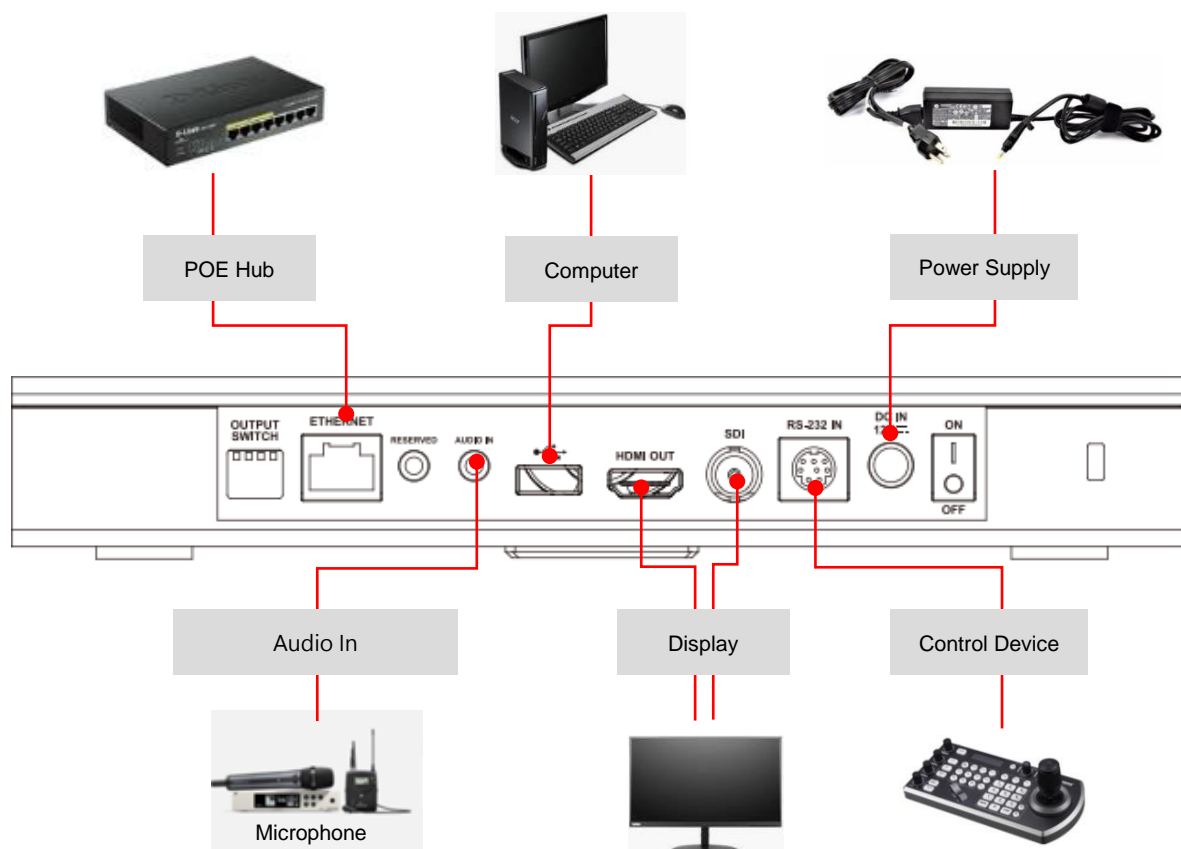 D-Link
POE Hub
Computer
Power Supply
OUTPUT
SWITCH
ETHERNET
RESERVED
AUDIO IN
HDMI OUT
SDI
RS-232 IN
DC IN
ON
OFF
Audio In
Display
Control Device
Microphone